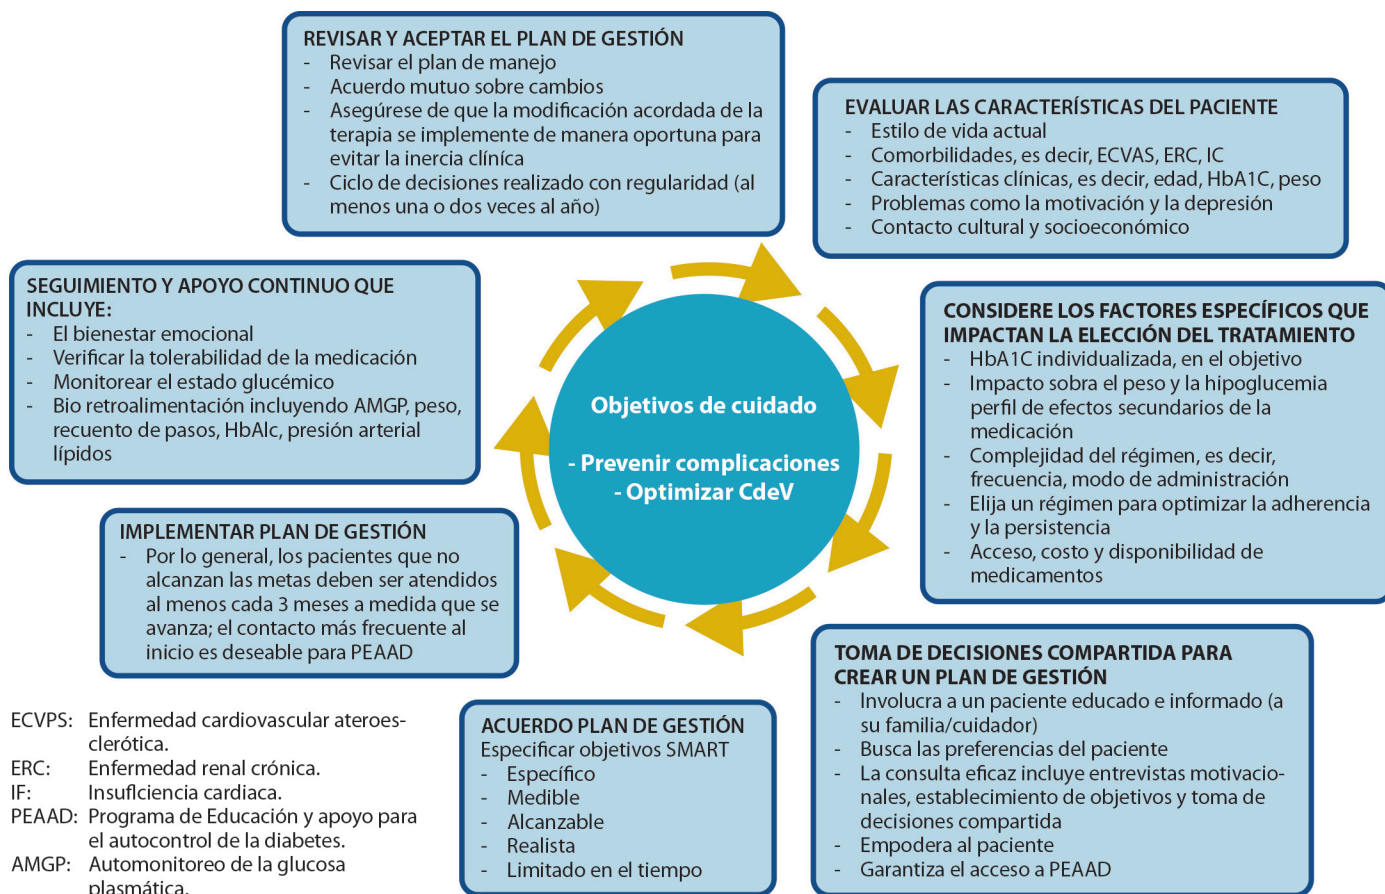 REVISAR Y ACEPTAR EL PLAN DE GESTIÓN
- Revisar el plan de manejo
- Acuerdo mutuo sobre cambios
- Asegúrese de que la modificación acordada de la
terapia se implemente de manera oportuna para
evitar la inercia clíníca
- Ciclo de decisiones realizado con regularidad (al
menos una o dos veces al año)
EVALUAR LAS CARACTERÍSTICAS DEL PACIENTE
- Estilo de vida actual
- Comorbilidades, es decir, ECVAS, ERC, IC
- Características clínicas, es decir, edad, HbA1C, peso
- Problemas como la motivación y la depresión
- Contacto cultural y socioeconómico
CONSIDERE LOS FACTORES ESPECÍFICOS QUE
IMPACTAN LA ELECCIÓN DEL TRATAMIENTO
- HbA1C individualizada, en el objetivo
- Impacto sobra el peso y la hipoglucemia
perfil de efectos secundarios de la
medicación
- Complejidad del régimen, es decir,
frecuencia, modo de administración
- Elija un régimen para optimizar la adherencia
y la persistencia
- Acceso, costo y disponibilidad de
medicamentos
TOMA DE DECISIONES COMPARTIDA PARA
CREAR UN PLAN DE GESTIÓN
- Involucra a un paciente educado e informado (a
su familia/cuidador)
- Busca las preferencias del paciente
- La consulta eficaz incluye entrevistas motivacio-
nales, establecimiento de objetivos y toma de
decisiones compartida
- Empodera al paciente
- Garantiza el acceso a PEAAD
ACUERDO PLAN DE GESTIÓN
Especificar objetivos SMART
- Específico
- Medible
- Alcanzable
- Realista
- Limitado en el tiempo
IMPLEMENTAR PLAN DE GESTIÓN
- Por lo general, los pacientes que no
alcanzan las metas deben ser atendidos
al menos cada 3 meses a medida que se
avanza; el contacto más frecuente al
inicio es deseable para PEAAD
SEGUIMIENTO Y APOYO CONTINUO QUE
INCLUYE:
- El bienestar emocional
- Verificar la tolerabilidad de la medicación
- Monitorear el estado glucémico
- Bio retroalimentación incluyendo AMGP, peso,
recuento de pasos, HbAlc, presión arterial
lípidos
Objetivos de cuidado
- Prevenir complicaciones
- Optimizar CdeV
ECVPS: Enfermedad cardiovascular ateroes-
clerótica.
ERC: Enfermedad renal crónica.
IF: Insuficiencia cardiaca.
PEAAD: Programa de Educación y apoyo para
el autocontrol de la diabetes.
AMGP: Automonitoreo de la glucosa
plasmática.